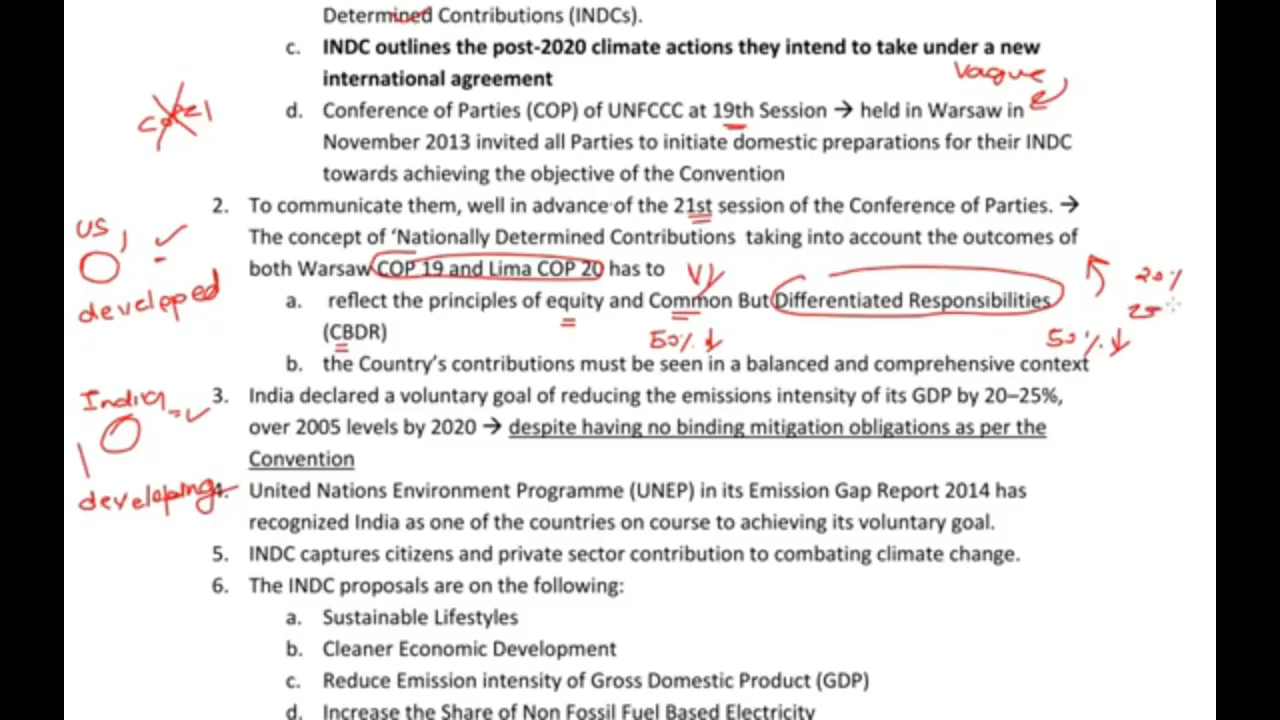 Determined Contributions (INDCs).
c. INDC outlines the post-2020 climate actions they intend to take under a new
international agreement
Vague
d. Conference of Parties (COP) of UNFCCC at 19th Session → held in Warsaw in
November 2013 invited all Parties to initiate domestic preparations for their INDC
towards achieving the objective of the Convention
2. To communicate them, well in advance of the 21st session of the Conference of Parties. →
US,
The concept of ‘Nationally Determined Contributions taking into account the outcomes of
both Warsaw COP 19 and Lima COP 20 has to
developed
20%
a. reflect the principles of equity and Common But Differentiated Responsibilities
25
(CBDR)
50% ↓
50% ↓
b. the Country’s contributions must be seen in a balanced and comprehensive context
India
3. India declared a voluntary goal of reducing the emissions intensity of its GDP by 20–25%,
over 2005 levels by 2020 → despite having no binding mitigation obligations as per the
Convention
developing
4. United Nations Environment Programme (UNEP) in its Emission Gap Report 2014 has
recognized India as one of the countries on course to achieving its voluntary goal.
5. INDC captures citizens and private sector contribution to combating climate change.
6. The INDC proposals are on the following:
a. Sustainable Lifestyles
b. Cleaner Economic Development
c. Reduce Emission intensity of Gross Domestic Product (GDP)
d. Increase the Share of Non Fossil Fuel Based Electricity